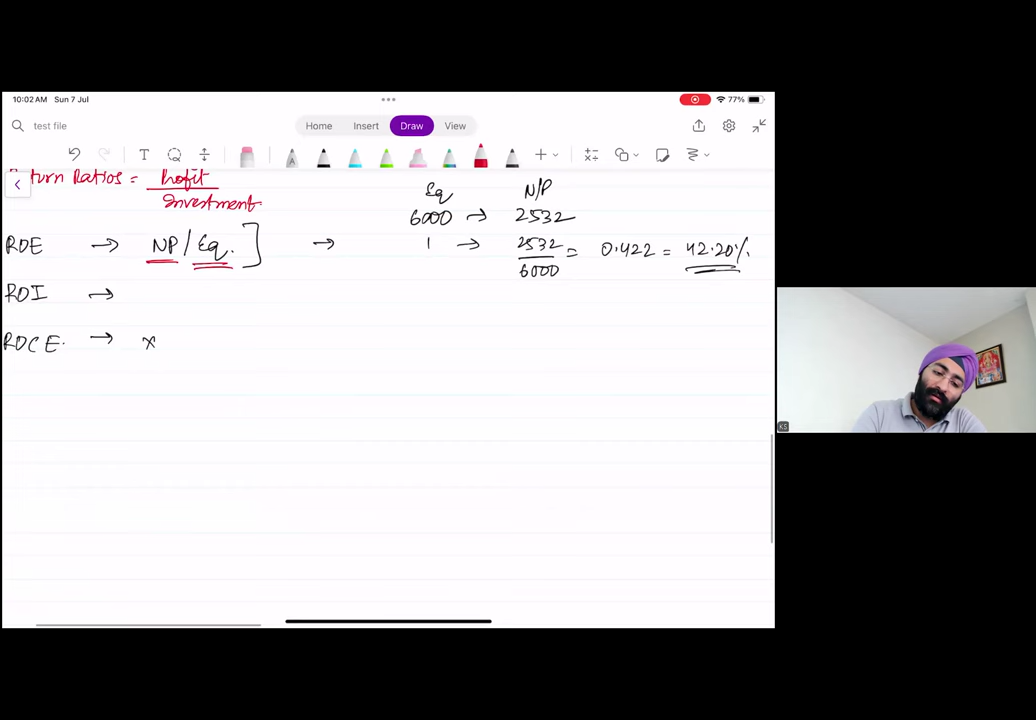 10:02 AM Sun 7 Jul
77%
test file
Home Insert Draw View
turn Ratios = Profit / Investment
Eq N/P
6000 → 2532
ROE → NP / Eq. ] → 1 → 2532 / 6000 = 0.422 = 42.20%
ROI →
ROCE. → x
KS